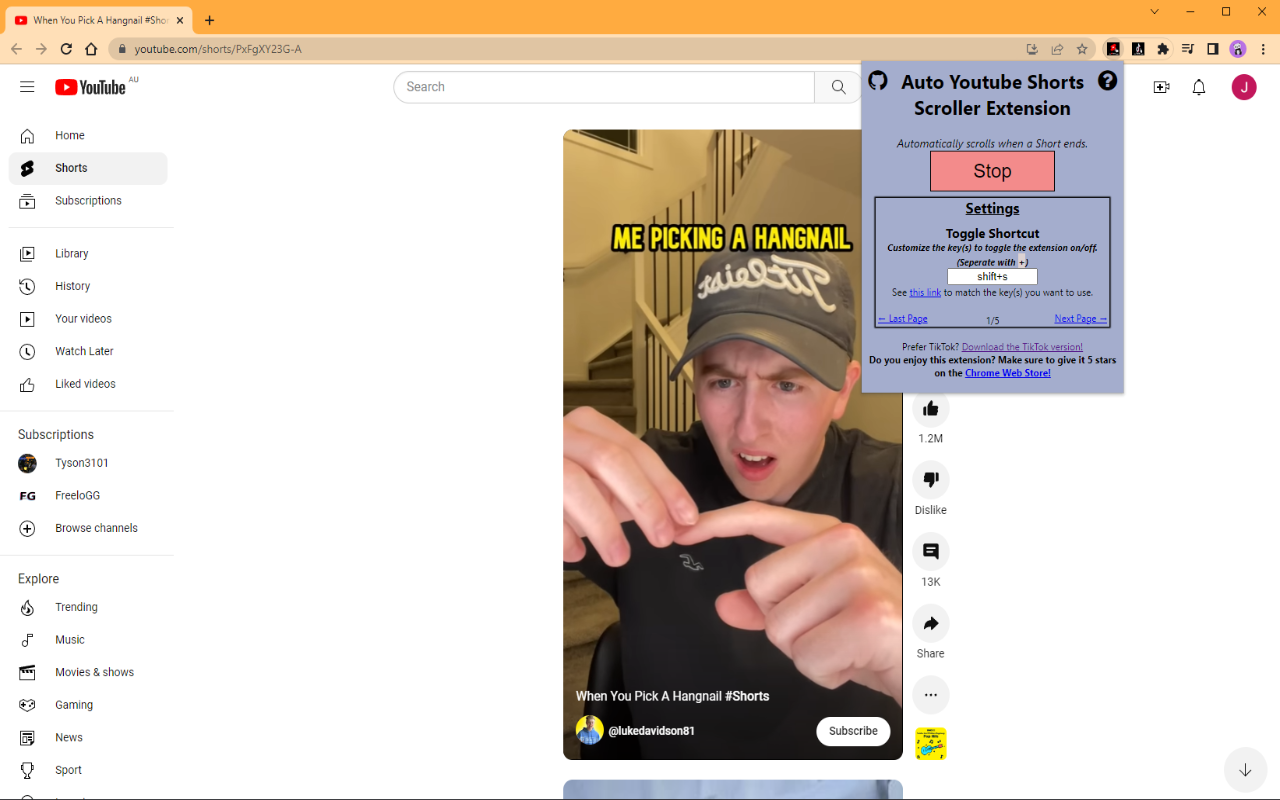 When You Pick A Hangnail #Sho
youtube.com/shorts/PxFgXY23G-A
YouTube AU
Search
J
Home
Shorts
Subscriptions
Library
History
Your videos
Watch Later
Liked videos
Subscriptions
Tyson3101
FG FreeloGG
Browse channels
Explore
Trending
Music
Movies & shows
Gaming
News
Sport
ME PICKING A HANGNAIL
Titleist
When You Pick A Hangnail #Shorts
@lukedavidson81
Subscribe
Auto Youtube Shorts
Scroller Extension
Automatically scrolls when a Short ends.
Stop
Settings
Toggle Shortcut
Customize the key(s) to toggle the extension on/off.
(Seperate with +)
shift+s
See this link to match the key(s) you want to use.
← Last Page 1/5 Next Page →
Prefer TikTok? Download the TikTok version!
Do you enjoy this extension? Make sure to give it 5 stars
on the Chrome Web Store!
1.2M
Dislike
13K
Share